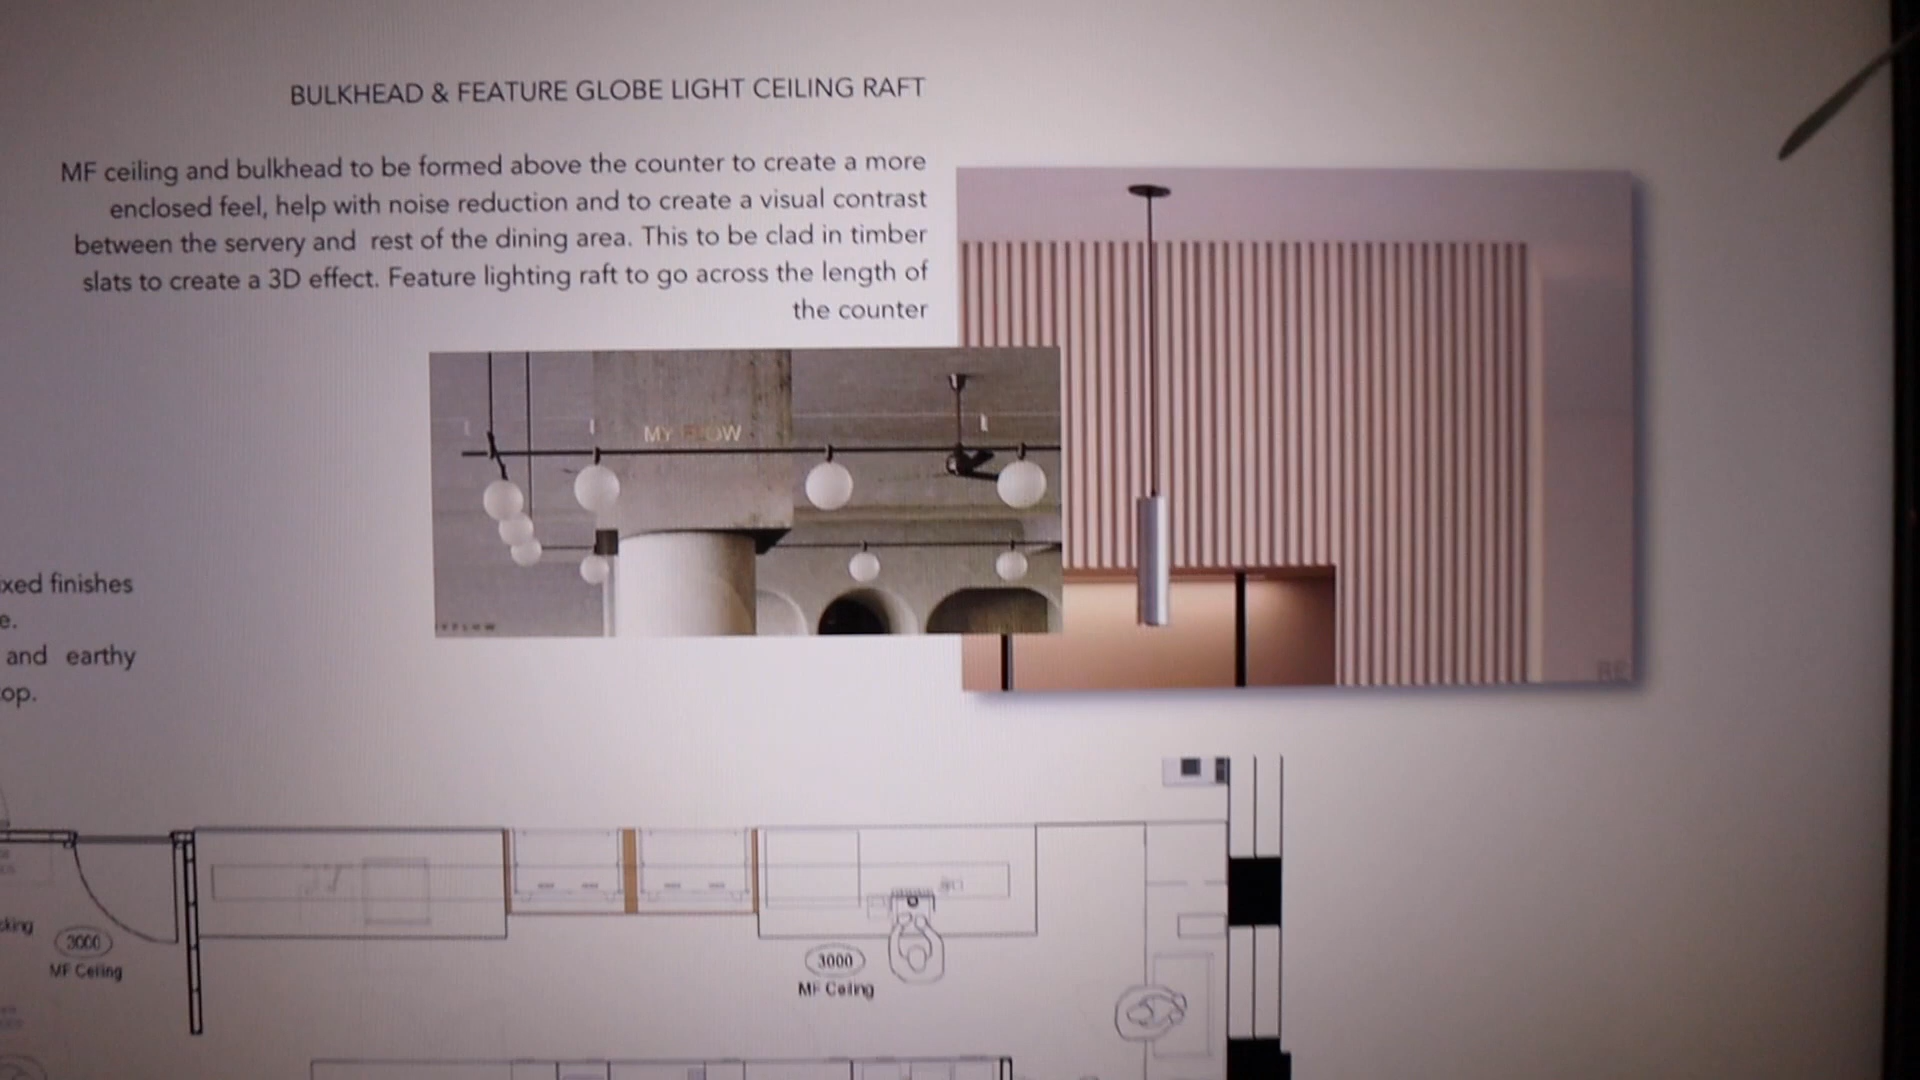 BULKHEAD & FEATURE GLOBE LIGHT CEILING RAFT
MF ceiling and bulkhead to be formed above the counter to create a more
enclosed feel, help with noise reduction and to create a visual contrast
between the servery and rest of the dining area. This to be clad in timber
slats to create a 3D effect. Feature lighting raft to go across the length of
the counter
MY FLOW
xed finishes
e.
and earthy
op.
king
3000
MF Ceiling
3000
MF Ceiling